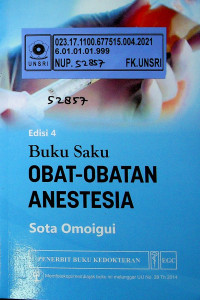 023.17.1100.677515.004.2021
6.01.01.01.999
UNSRI
NUP. 52857 FK.UNSRI
52857
Edisi 4
Buku Saku
OBAT-OBATAN
ANESTESIA
Sota Omoigui
PENERBIT BUKU KEDOKTERAN EGC